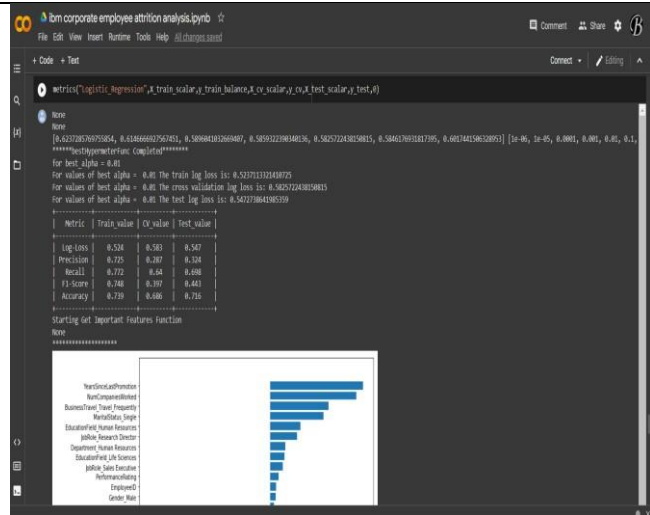 ibm corporate employee attrition analysis.ipynb
Comment Share
File Edit View Insert Runtime Tools Help All changes saved
+ Code + Text
Connect
Editing
metrics("Logistic_Regression",X_train_scalar,y_train_balance,X_cv_scalar,y_cv,X_test_scalar,y_test,0)
None
None
[0.6237205769755054, 0.6146666927567451, 0.5896041032669407, 0.5859322390340136, 0.5825722438150815, 0.5846176931817395, 0.6017441506328953] [1e-06, 1e-05, 0.0001, 0.001, 0.01, 0.1,
******bestHypermeterFunc Completed********
for best_alpha = 0.01
For values of best alpha = 0.01 The train log loss is: 0.5237113321410725
For values of best alpha = 0.01 The cross validation log loss is: 0.5825722438150815
For values of best alpha = 0.01 The test log loss is: 0.5472738641985359
| Metric | Train_value | CV_value | Test_value |
| Log-Loss | 0.524 | 0.583 | 0.547 |
| Precision | 0.725 | 0.287 | 0.324 |
| Recall | 0.772 | 0.64 | 0.698 |
| F1-Score | 0.748 | 0.397 | 0.443 |
| Accuracy | 0.739 | 0.686 | 0.716 |
Starting Get Important Features Function
None
********************
YearsSinceLastPromotion
NumCompaniesWorked
BusinessTravel_Travel_Frequently
MaritalStatus_Single
EducationField_Human Resources
JobRole_Research Director
Department_Human Resources
EducationField_Life Sciences
JobRole_Sales Executive
PerformanceRating
EmployeeID
Gender_Male